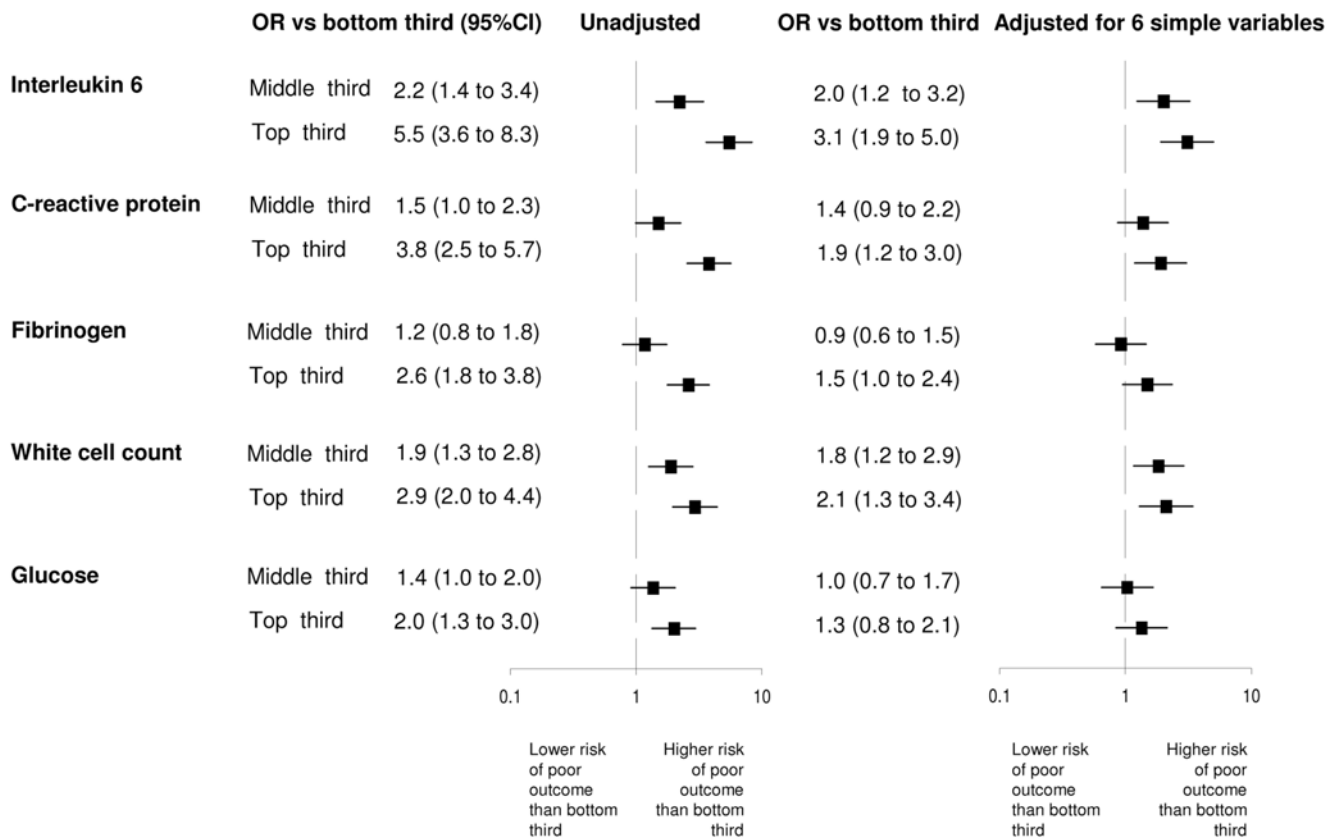 OR vs bottom third (95%CI) Unadjusted OR vs bottom third Adjusted for 6 simple variables
Interleukin 6 Middle third 2.2 (1.4 to 3.4) 2.0 (1.2 to 3.2)
Top third 5.5 (3.6 to 8.3) 3.1 (1.9 to 5.0)
C-reactive protein Middle third 1.5 (1.0 to 2.3) 1.4 (0.9 to 2.2)
Top third 3.8 (2.5 to 5.7) 1.9 (1.2 to 3.0)
Fibrinogen Middle third 1.2 (0.8 to 1.8) 0.9 (0.6 to 1.5)
Top third 2.6 (1.8 to 3.8) 1.5 (1.0 to 2.4)
White cell count Middle third 1.9 (1.3 to 2.8) 1.8 (1.2 to 2.9)
Top third 2.9 (2.0 to 4.4) 2.1 (1.3 to 3.4)
Glucose Middle third 1.4 (1.0 to 2.0) 1.0 (0.7 to 1.7)
Top third 2.0 (1.3 to 3.0) 1.3 (0.8 to 2.1)
0.1 1 10 0.1 1 10
Lower risk Higher risk Lower risk Higher risk
of poor of poor of poor of poor
outcome outcome outcome outcome
than bottom than bottom than bottom than bottom
third third third third